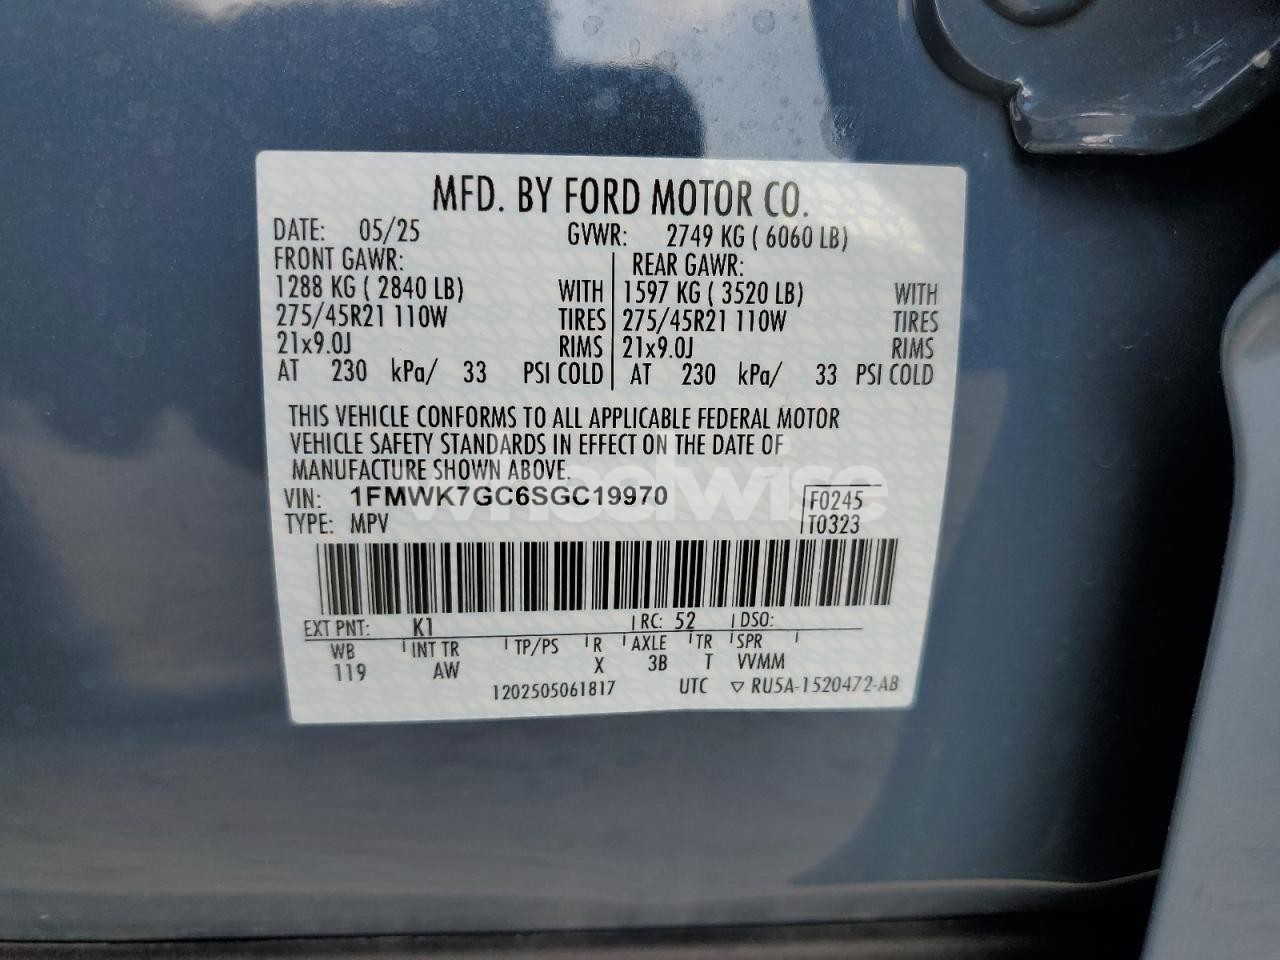 MFD. BY FORD MOTOR CO.
DATE: 05/25 GVWR: 2749 KG ( 6060 LB)
FRONT GAWR: REAR GAWR:
1288 KG ( 2840 LB) WITH 1597 KG ( 3520 LB) WITH
275/45R21 110W TIRES 275/45R21 110W TIRES
21x9.0J RIMS 21x9.0J RIMS
AT 230 kPa/ 33 PSI COLD AT 230 kPa/ 33 PSI COLD
THIS VEHICLE CONFORMS TO ALL APPLICABLE FEDERAL MOTOR
VEHICLE SAFETY STANDARDS IN EFFECT ON THE DATE OF
MANUFACTURE SHOWN ABOVE.
wheelwise
VIN: 1FMWK7GC6SGC19970 F0245
TYPE: MPV T0323
EXT PNT: K1 RC: 52 DSO:
WB INT TR TP/PS R AXLE TR SPR
119 AW X 3B T VVMM
1202505061817 UTC ▽ RU5A-1520472-AB